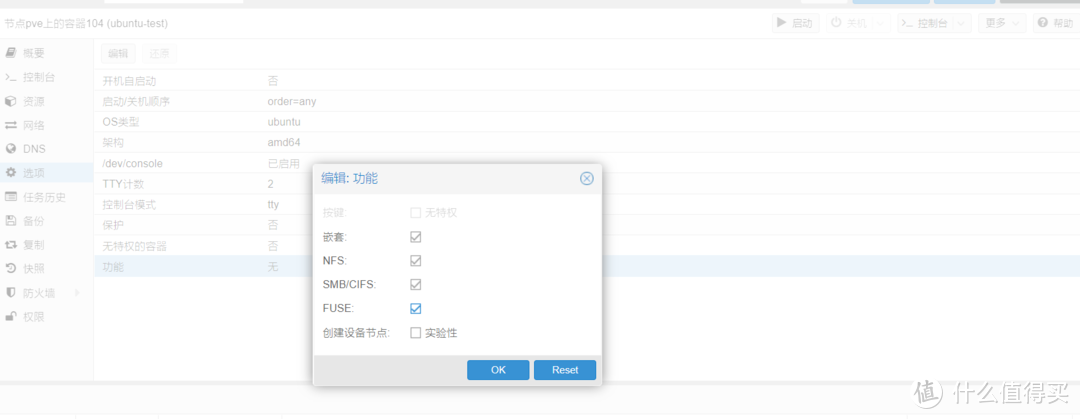 节点pve上的容器104 (ubuntu-test)
启动 关机 控制台 更多 帮助
概要
控制台
资源
网络
DNS
选项
任务历史
备份
复制
快照
防火墙
权限
编辑 还原
开机自启动 否
启动/关机顺序 order=any
OS类型 ubuntu
架构 amd64
/dev/console 已启用
TTY计数 2
控制台模式 tty
保护 否
无特权的容器 否
功能 无
编辑: 功能
按键: 无特权
嵌套:
NFS:
SMB/CIFS:
FUSE:
创建设备节点: 实验性
OK Reset
值 什么值得买